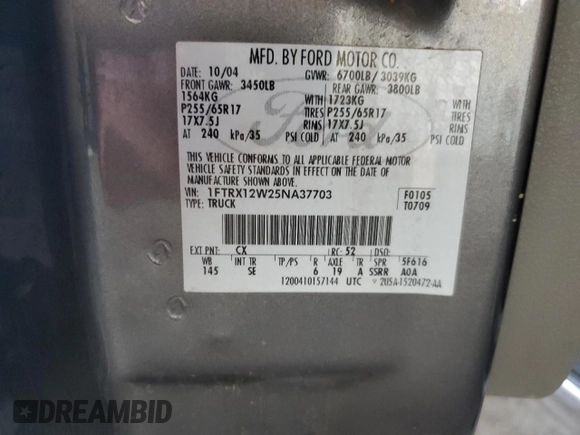 MFD. BY FORD MOTOR CO.
DATE: 10/04 GVWR: 6700LB/ 3039KG
FRONT GAWR: 3450LB REAR GAWR: 3800LB
1564KG WITH 1723KG WITH
P255/65R17 TIRES P255/65R17 TIRES
17X7.5J RIMS 17X7.5J RIMS
AT 240 kPa/35 PSI COLD AT 240 kPa/35 PSI COLD
Ford
THIS VEHICLE CONFORMS TO ALL APPLICABLE FEDERAL MOTOR
VEHICLE SAFETY STANDARDS IN EFFECT ON THE DATE OF
MANUFACTURE SHOWN ABOVE.
VIN: 1FTRX12W25NA37703 F0105
TYPE: TRUCK T0709
EXT PNT: CX RC: 52 DSO:
WB INT TR TP/PS R AXLE TR SPR 5F616
145 SE 6 19 A SSRR AOA
1200410157144 UTC 2U5A-1520472-AA
DREAMBID